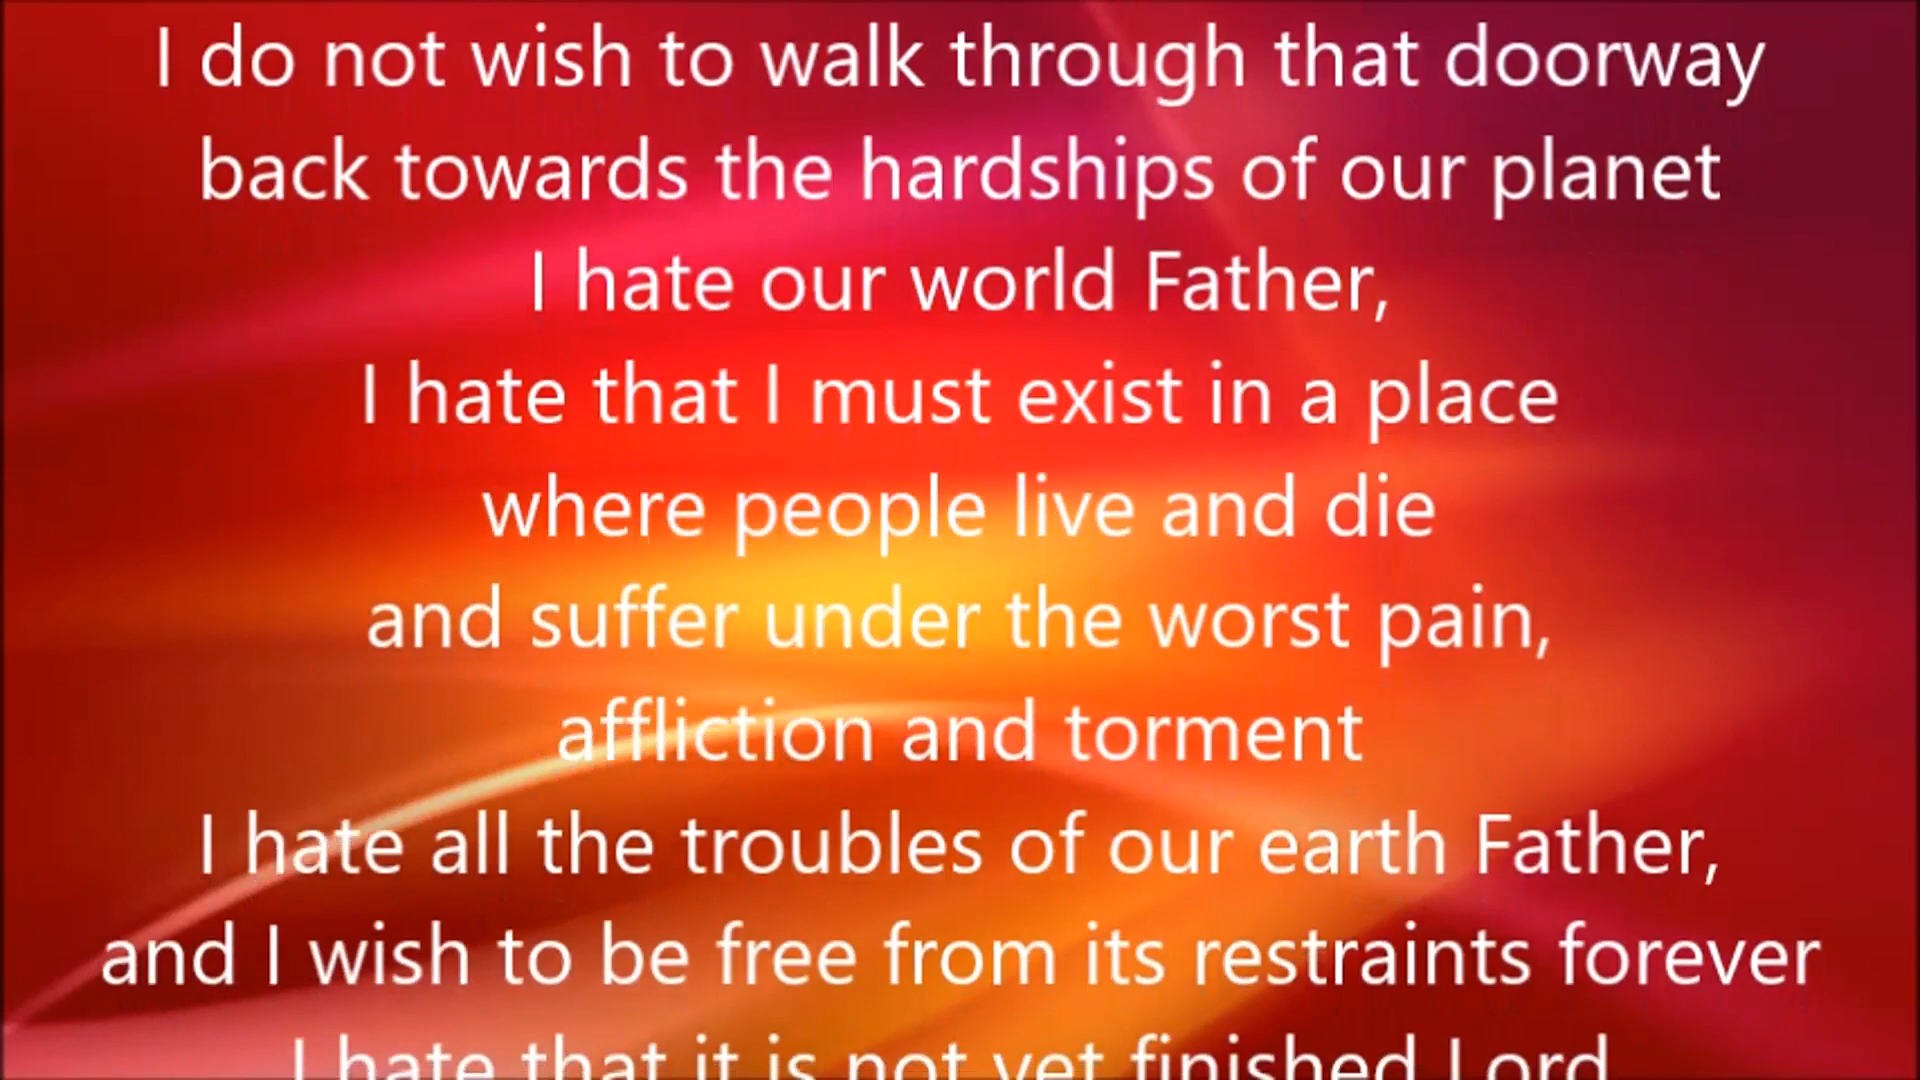 I do not wish to walk through that doorway
back towards the hardships of our planet
I hate our world Father,
I hate that I must exist in a place
where people live and die
and suffer under the worst pain,
affliction and torment
I hate all the troubles of our earth Father,
and I wish to be free from its restraints forever
I hate that it is not yet finished Lord